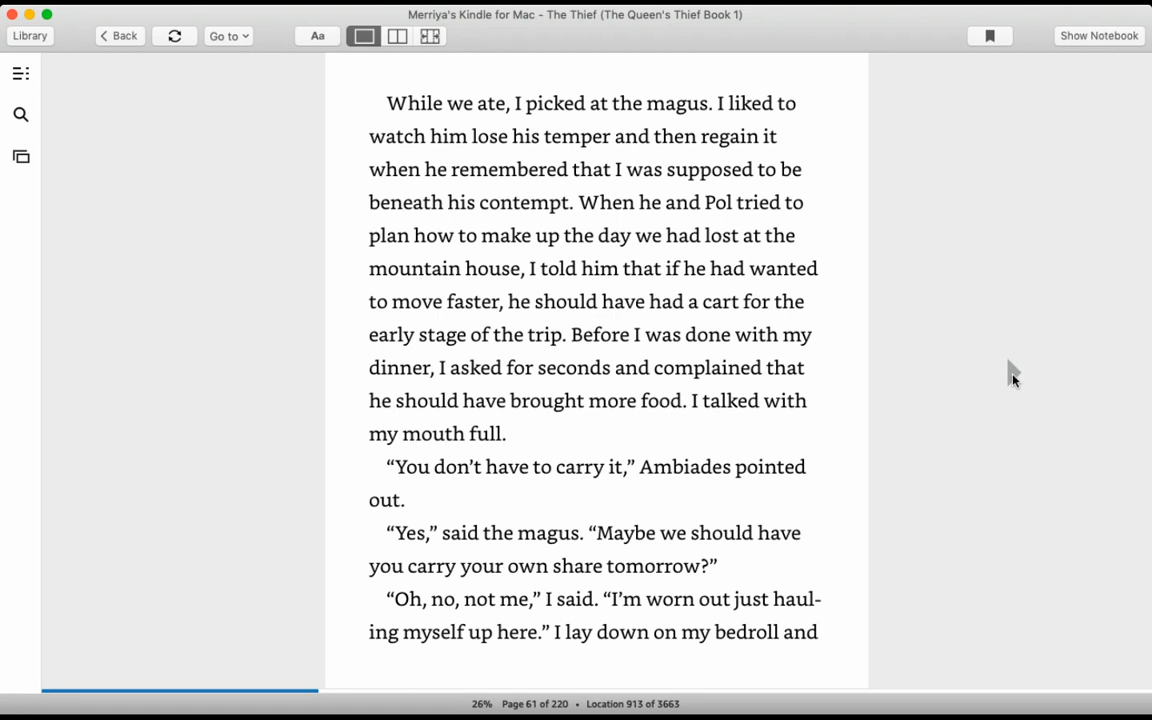 Merriya's Kindle for Mac - The Thief (The Queen's Thief Book 1)
Library
Back
Go to
Aa
Show Notebook
While we ate, I picked at the magus. I liked to
watch him lose his temper and then regain it
when he remembered that I was supposed to be
beneath his contempt. When he and Pol tried to
plan how to make up the day we had lost at the
mountain house, I told him that if he had wanted
to move faster, he should have had a cart for the
early stage of the trip. Before I was done with my
dinner, I asked for seconds and complained that
he should have brought more food. I talked with
my mouth full.
“You don’t have to carry it,” Ambiades pointed
out.
“Yes,” said the magus. “Maybe we should have
you carry your own share tomorrow?”
“Oh, no, not me,” I said. “I’m worn out just haul-
ing myself up here.” I lay down on my bedroll and
26% Page 61 of 220 • Location 913 of 3663